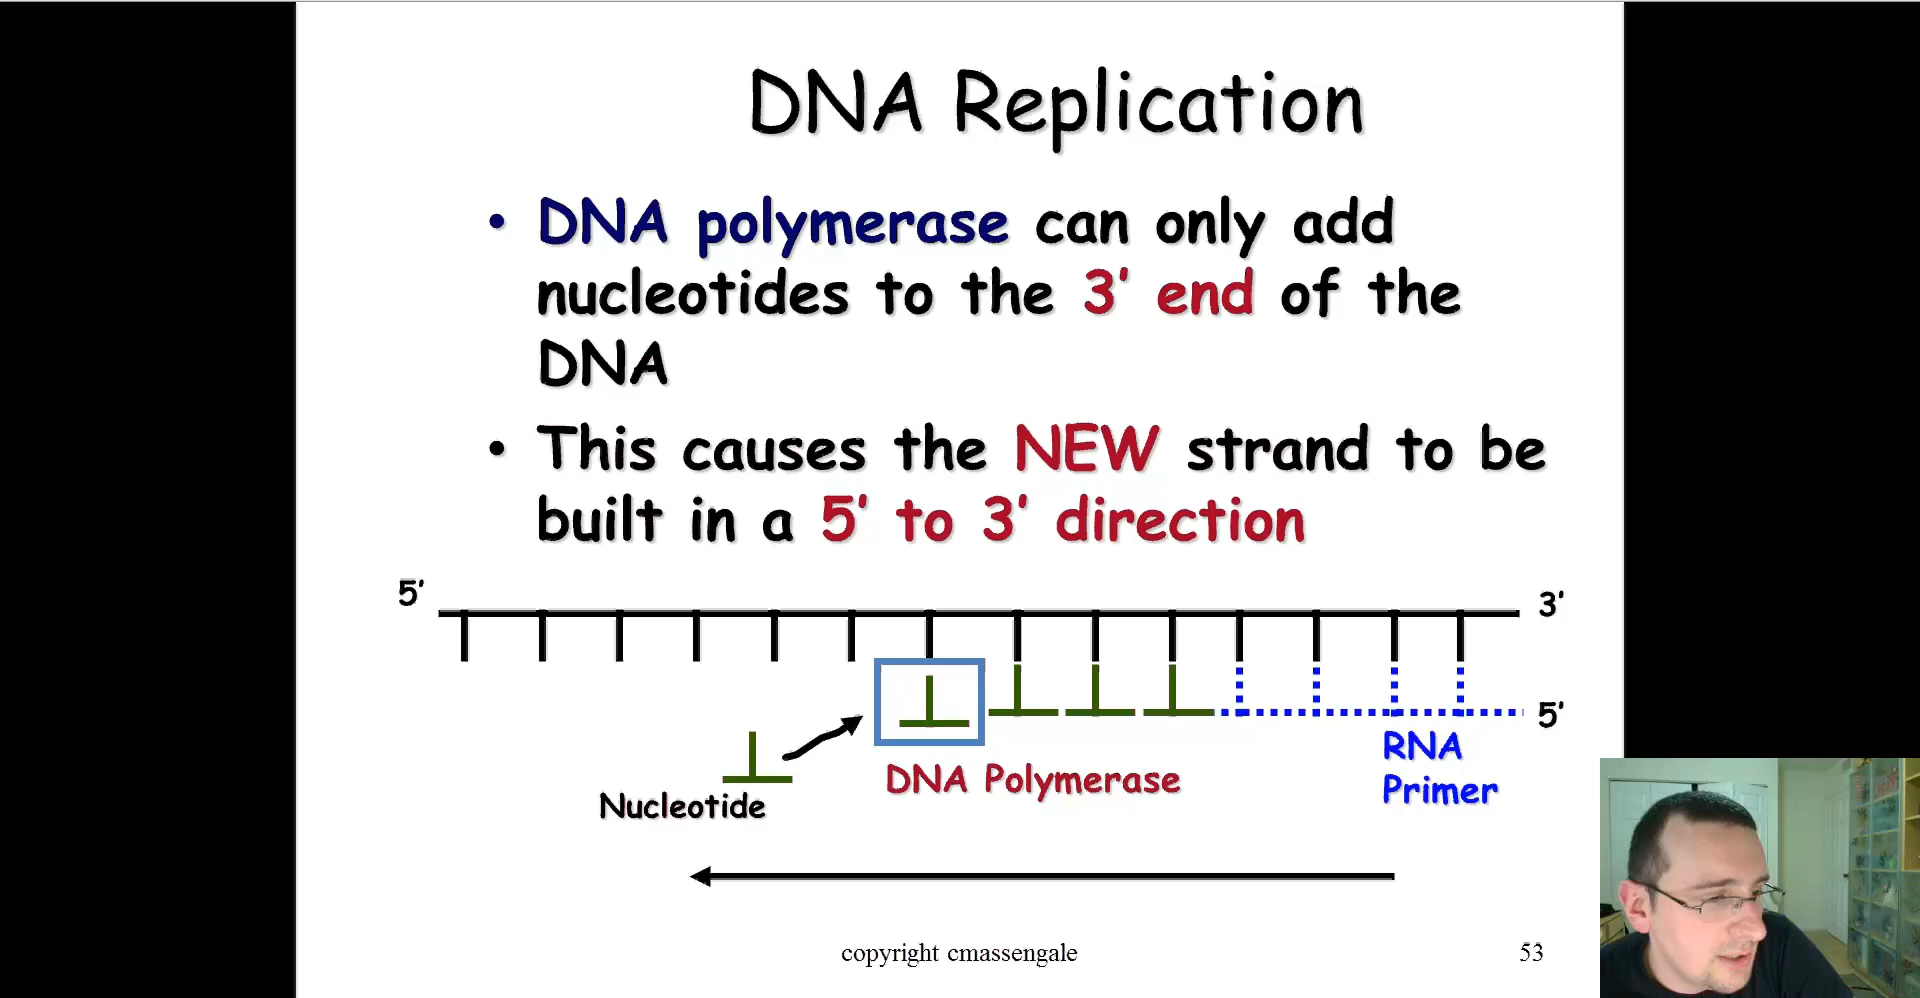 DNA Replication
• DNA polymerase can only add
nucleotides to the 3' end of the
DNA
• This causes the NEW strand to be
built in a 5' to 3' direction
5'
3'
5'
RNA
Primer
DNA Polymerase
Nucleotide
copyright cmassengale
53